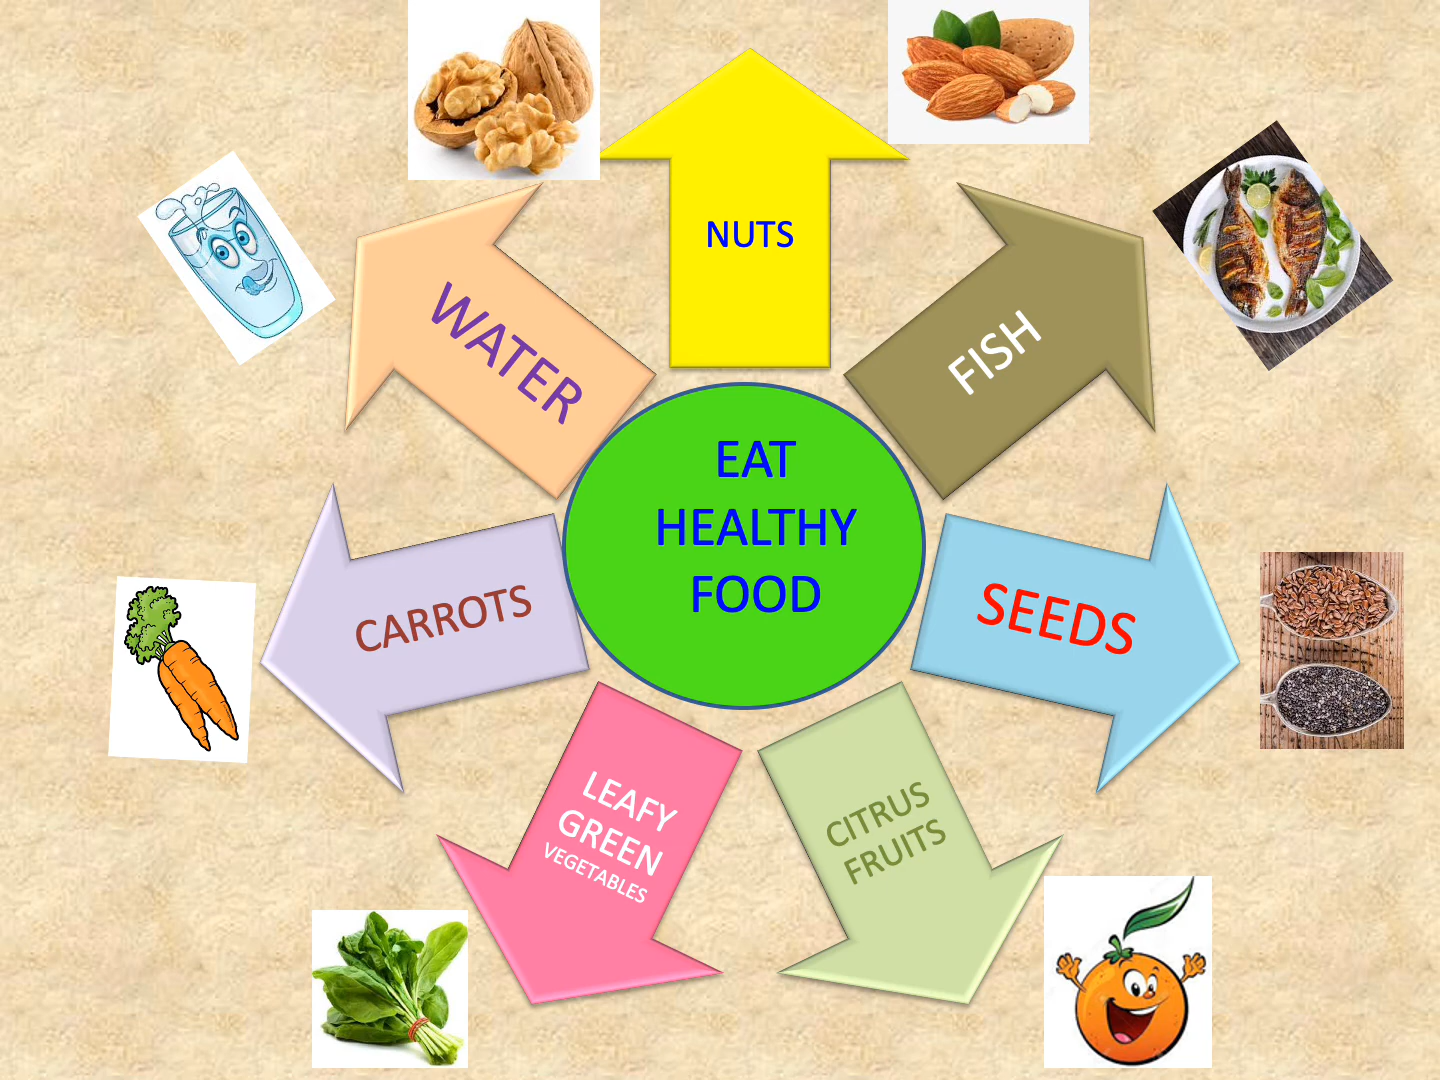 NUTS
WATER
FISH
EAT
HEALTHY
FOOD
CARROTS
SEEDS
LEAFY
GREEN
VEGETABLES
CITRUS
FRUITS